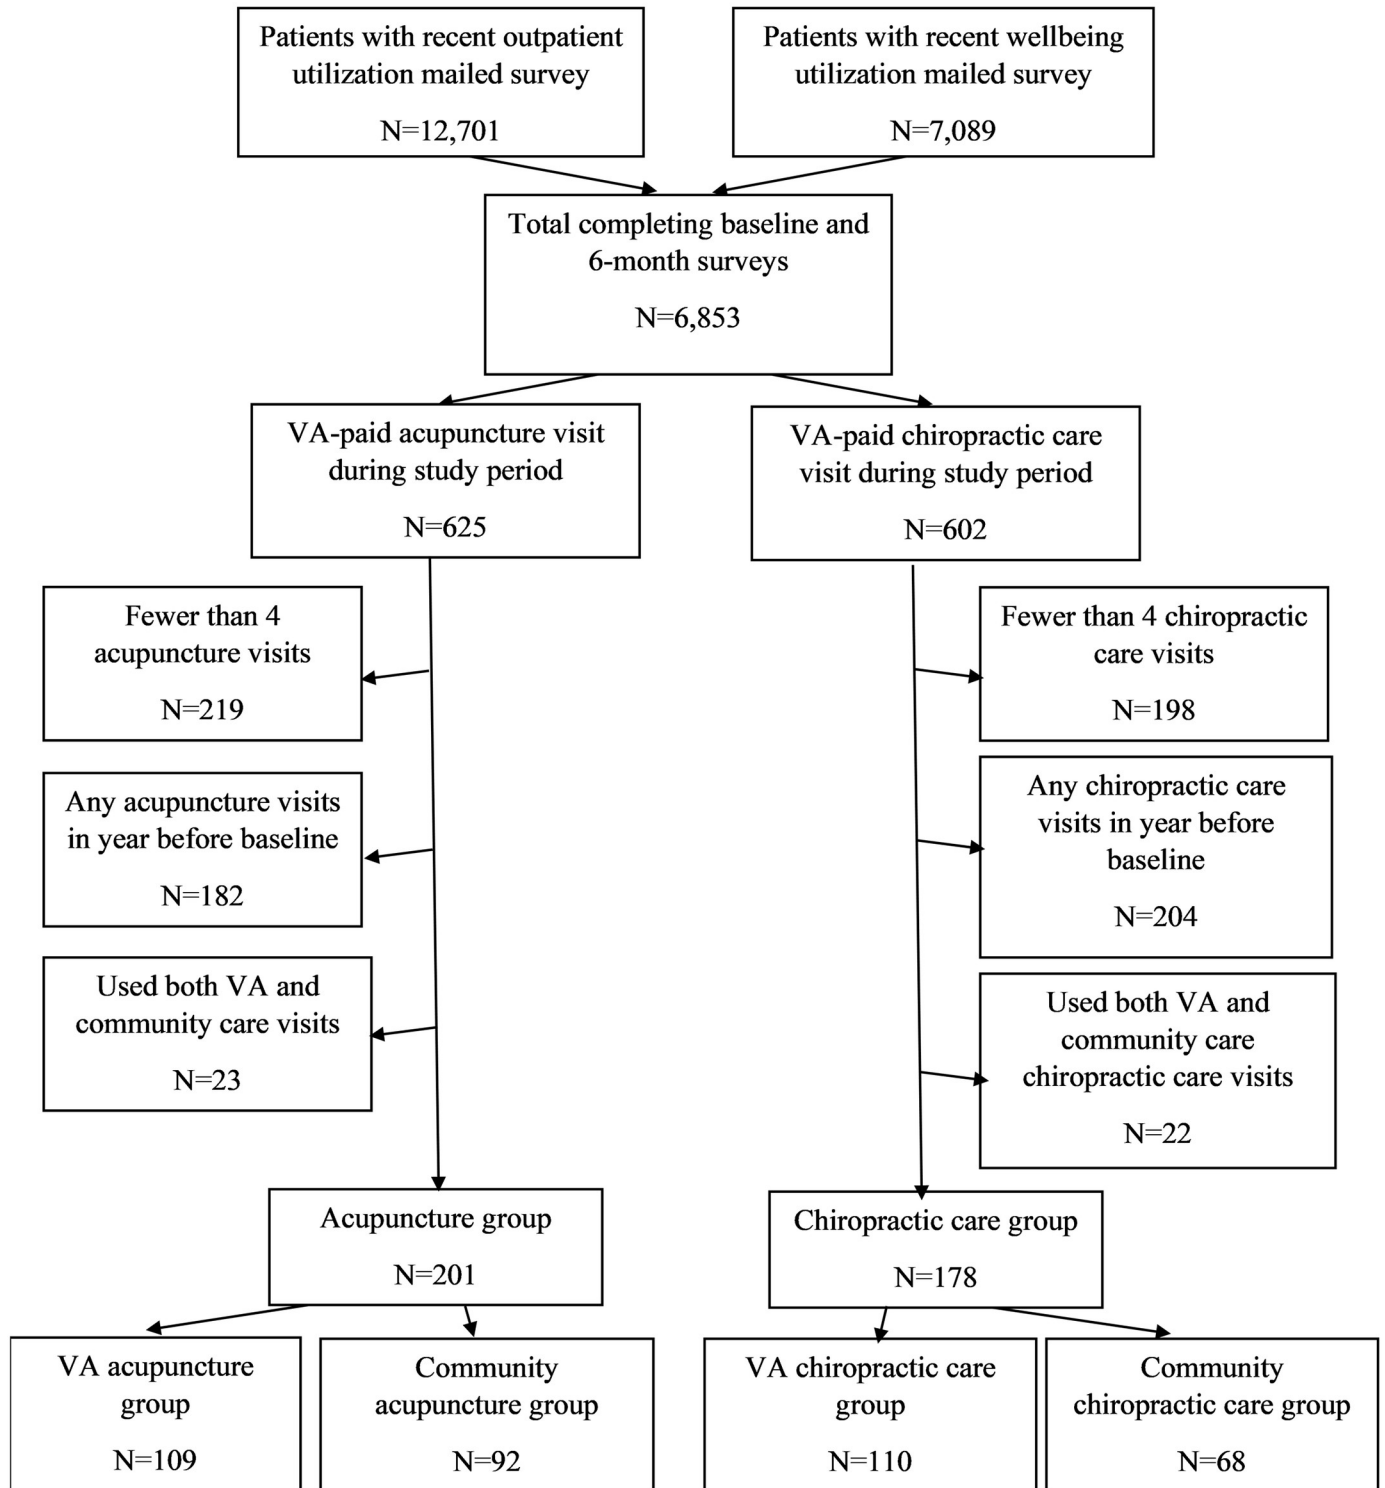 Patients with recent outpatient
utilization mailed survey
N=12,701
Patients with recent wellbeing
utilization mailed survey
N=7,089
Total completing baseline and
6-month surveys
N=6,853
VA-paid acupuncture visit
during study period
N=625
VA-paid chiropractic care
visit during study period
N=602
Fewer than 4
acupuncture visits
N=219
Fewer than 4 chiropractic
care visits
N=198
Any acupuncture visits
in year before baseline
N=182
Any chiropractic care
visits in year before
baseline
N=204
Used both VA and
community care visits
N=23
Used both VA and
community care
chiropractic care visits
N=22
Acupuncture group
N=201
Chiropractic care group
N=178
VA acupuncture
group
N=109
Community
acupuncture group
N=92
VA chiropractic care
group
N=110
Community
chiropractic care group
N=68